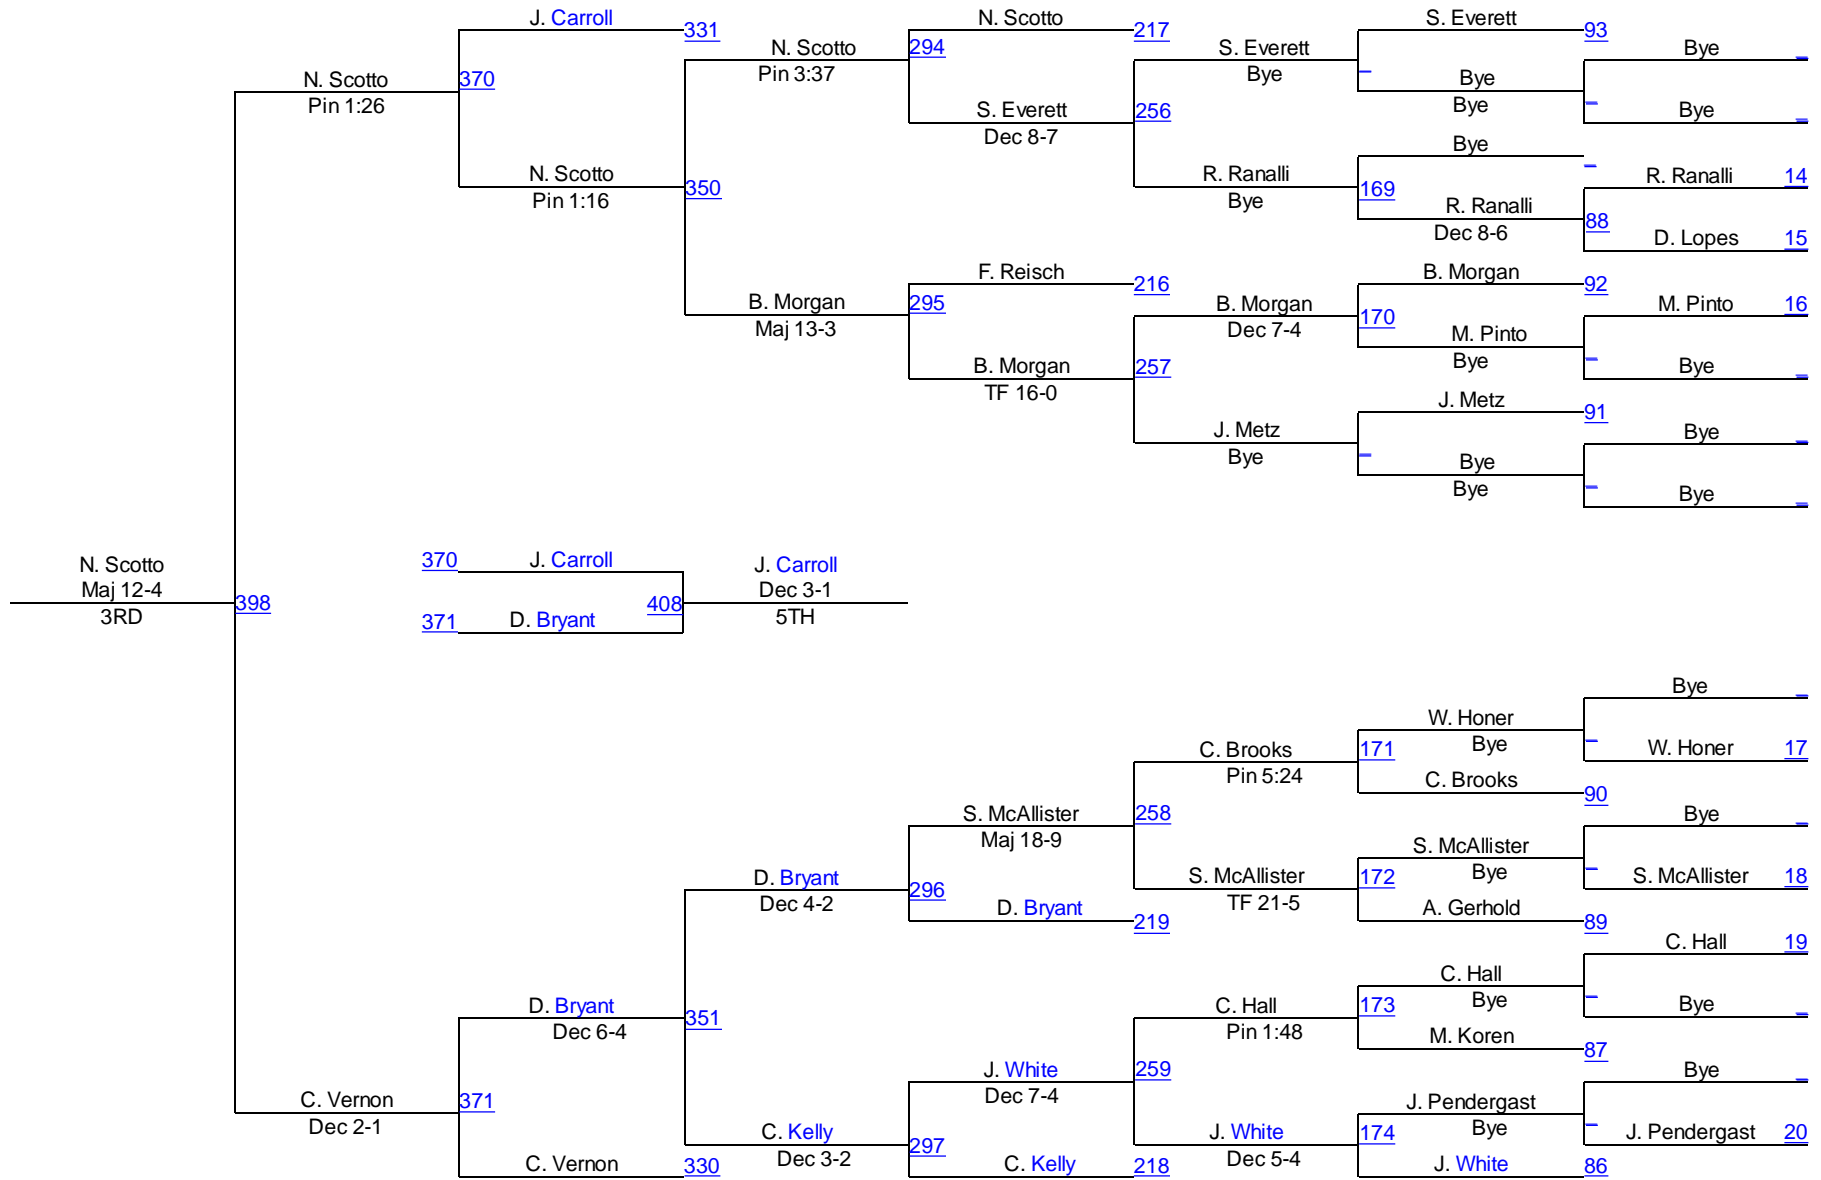 J. Carroll
331
N. Scotto
217
S. Everett
93
N. Scotto
Pin 3:37
294
S. Everett
Bye
Bye
_
N. Scotto
Pin 1:26
370
_
Bye
Bye
_
Bye
_
S. Everett
Dec 8-7
256
Bye
_
N. Scotto
Pin 1:16
350
R. Ranalli
Bye
169
R. Ranalli
14
R. Ranalli
Dec 8-6
88
D. Lopes
15
F. Reisch
216
B. Morgan
92
B. Morgan
Maj 13-3
295
B. Morgan
Dec 7-4
170
M. Pinto
16
M. Pinto
Bye
_
Bye
_
B. Morgan
TF 16-0
257
J. Metz
91
J. Metz
Bye
_
Bye
_
Bye
Bye
_
Bye
_
N. Scotto
Maj 12-4
3RD
398
370
J. Carroll
371
D. Bryant
408
J. Carroll
Dec 3-1
5TH
Bye
_
W. Honer
Bye
_
W. Honer
17
C. Brooks
Pin 5:24
171
C. Brooks
90
S. McAllister
Maj 18-9
258
Bye
_
S. McAllister
Bye
_
S. McAllister
18
D. Bryant
Dec 4-2
296
S. McAllister
TF 21-5
172
D. Bryant
219
A. Gerhold
89
C. Hall
19
C. Hall
Bye
_
Bye
_
D. Bryant
Dec 6-4
351
C. Hall
Pin 1:48
173
M. Koren
87
J. White
Dec 7-4
259
Bye
_
C. Vernon
Dec 2-1
371
J. Pendergast
Bye
_
J. Pendergast
20
C. Kelly
Dec 3-2
297
J. White
Dec 5-4
174
C. Vernon
330
C. Kelly
218
J. White
86